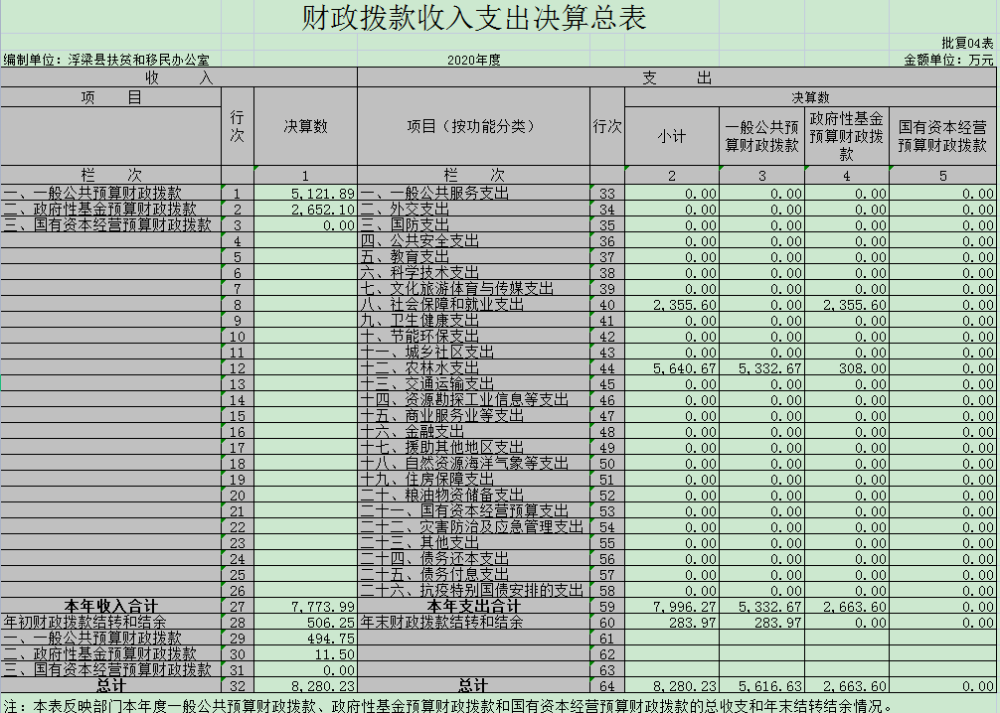 财政拨款收入支出决算总表
批复04表
编制单位：浮梁县扶贫和移民办公室 2020年度 金额单位：万元
收 入 支 出
项 目 行次 决算数 项目（按功能分类） 行次 决算数
小计 一般公共预算财政拨款 政府性基金预算财政拨款 国有资本经营预算财政拨款
栏 次 1 栏 次 2 3 4 5
一、一般公共预算财政拨款 1 5,121.89 一、一般公共服务支出 33 0.00 0.00 0.00 0.00
二、政府性基金预算财政拨款 2 2,652.10 二、外交支出 34 0.00 0.00 0.00 0.00
三、国有资本经营预算财政拨款 3 0.00 三、国防支出 35 0.00 0.00 0.00 0.00
4 四、公共安全支出 36 0.00 0.00 0.00 0.00
5 五、教育支出 37 0.00 0.00 0.00 0.00
6 六、科学技术支出 38 0.00 0.00 0.00 0.00
7 七、文化旅游体育与传媒支出 39 0.00 0.00 0.00 0.00
8 八、社会保障和就业支出 40 2,355.60 0.00 2,355.60 0.00
9 九、卫生健康支出 41 0.00 0.00 0.00 0.00
10 十、节能环保支出 42 0.00 0.00 0.00 0.00
11 十一、城乡社区支出 43 0.00 0.00 0.00 0.00
12 十二、农林水支出 44 5,640.67 5,332.67 308.00 0.00
13 十三、交通运输支出 45 0.00 0.00 0.00 0.00
14 十四、资源勘探工业信息等支出 46 0.00 0.00 0.00 0.00
15 十五、商业服务业等支出 47 0.00 0.00 0.00 0.00
16 十六、金融支出 48 0.00 0.00 0.00 0.00
17 十七、援助其他地区支出 49 0.00 0.00 0.00 0.00
18 十八、自然资源海洋气象等支出 50 0.00 0.00 0.00 0.00
19 十九、住房保障支出 51 0.00 0.00 0.00 0.00
20 二十、粮油物资储备支出 52 0.00 0.00 0.00 0.00
21 二十一、国有资本经营预算支出 53 0.00 0.00 0.00 0.00
22 二十二、灾害防治及应急管理支出 54 0.00 0.00 0.00 0.00
23 二十三、其他支出 55 0.00 0.00 0.00 0.00
24 二十四、债务还本支出 56 0.00 0.00 0.00 0.00
25 二十五、债务付息支出 57 0.00 0.00 0.00 0.00
26 二十六、抗疫特别国债安排的支出 58 0.00 0.00 0.00 0.00
本年收入合计 27 7,773.99 本年支出合计 59 7,996.27 5,332.67 2,663.60 0.00
年初财政拨款结转和结余 28 506.25 年末财政拨款结转和结余 60 283.97 283.97 0.00 0.00
一、一般公共预算财政拨款 29 494.75 61
二、政府性基金预算财政拨款 30 11.50 62
三、国有资本经营预算财政拨款 31 0.00 63
总计 32 8,280.23 总计 64 8,280.23 5,616.63 2,663.60 0.00
注：本表反映部门本年度一般公共预算财政拨款、政府性基金预算财政拨款和国有资本经营预算财政拨款的总收支和年末结转结余情况。